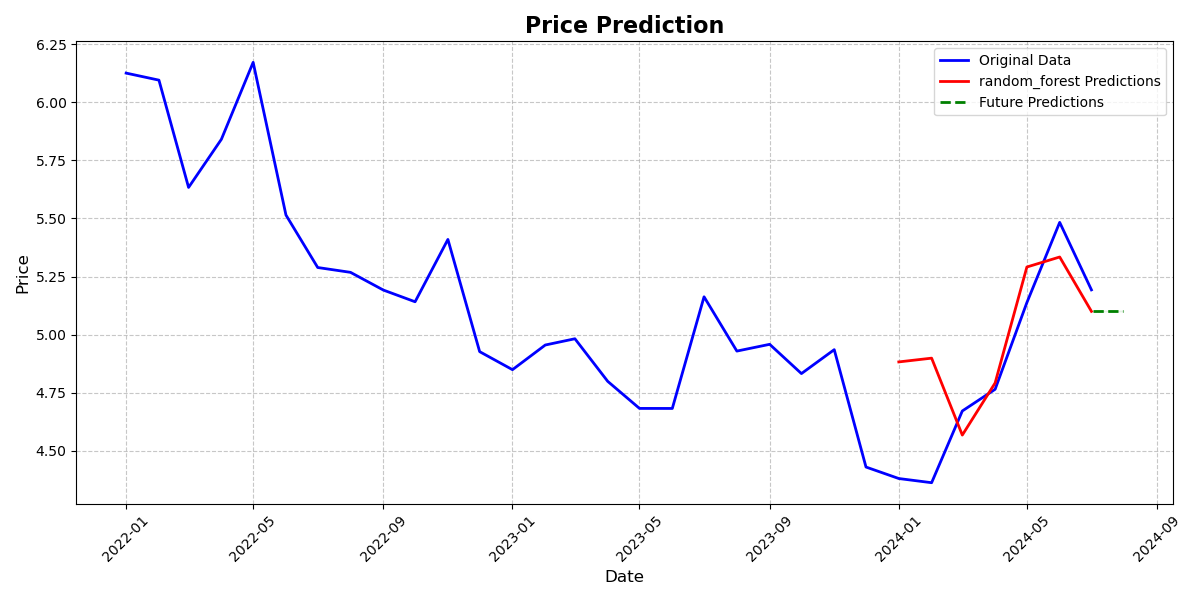 Price Prediction
Original Data
random_forest Predictions
Future Predictions
Price
6.25
6.00
5.75
5.50
5.25
5.00
4.75
4.50
2022-01
2022-05
2022-09
2023-01
2023-05
2023-09
2024-01
2024-05
2024-09
Date